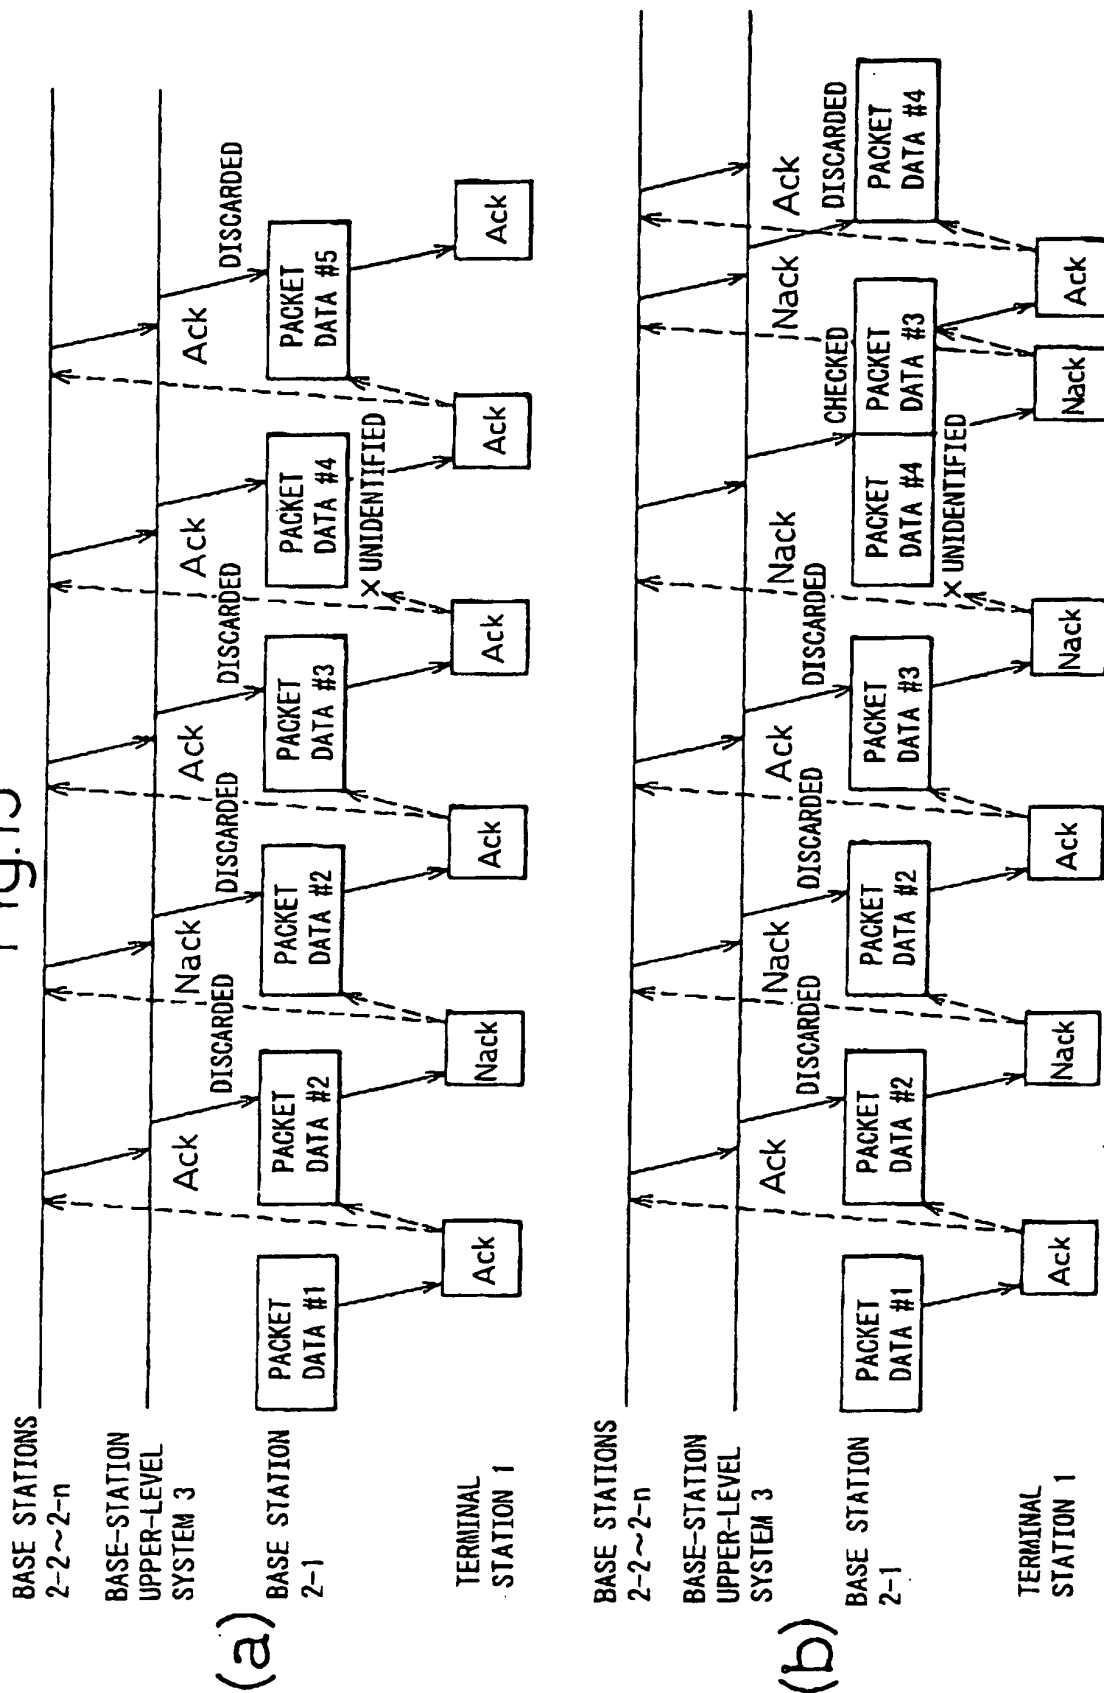 Fig.15
(a)
BASE STATIONS
2-2~2-n
BASE-STATION
UPPER-LEVEL
SYSTEM 3
BASE STATION
2-1
TERMINAL
STATION 1
Ack
Nack
Ack
Ack
Ack
DISCARDED
DISCARDED
DISCARDED
DISCARDED
PACKET
DATA #1
PACKET
DATA #2
PACKET
DATA #2
PACKET
DATA #3
PACKET
DATA #4
PACKET
DATA #5
× UNIDENTIFIED
Ack
Nack
Ack
Ack
Ack
Ack
(b)
BASE STATIONS
2-2~2-n
BASE-STATION
UPPER-LEVEL
SYSTEM 3
BASE STATION
2-1
TERMINAL
STATION 1
Ack
Nack
Ack
Nack
Nack
Ack
DISCARDED
DISCARDED
DISCARDED
CHECKED
DISCARDED
PACKET
DATA #1
PACKET
DATA #2
PACKET
DATA #2
PACKET
DATA #3
PACKET
DATA #4
PACKET
DATA #3
PACKET
DATA #4
× UNIDENTIFIED
Ack
Nack
Ack
Nack
Nack
Ack